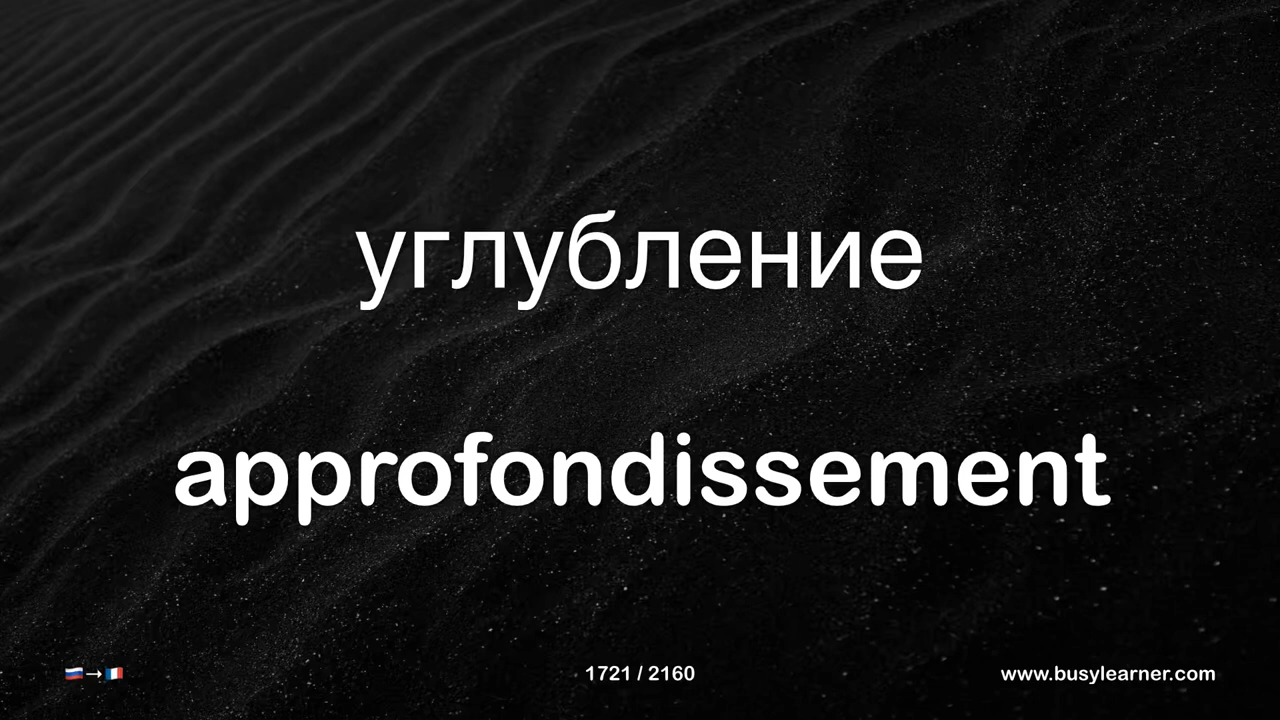 углубление
approfondissement
🇷🇺→🇫🇷
1721 / 2160
www.busylearner.com